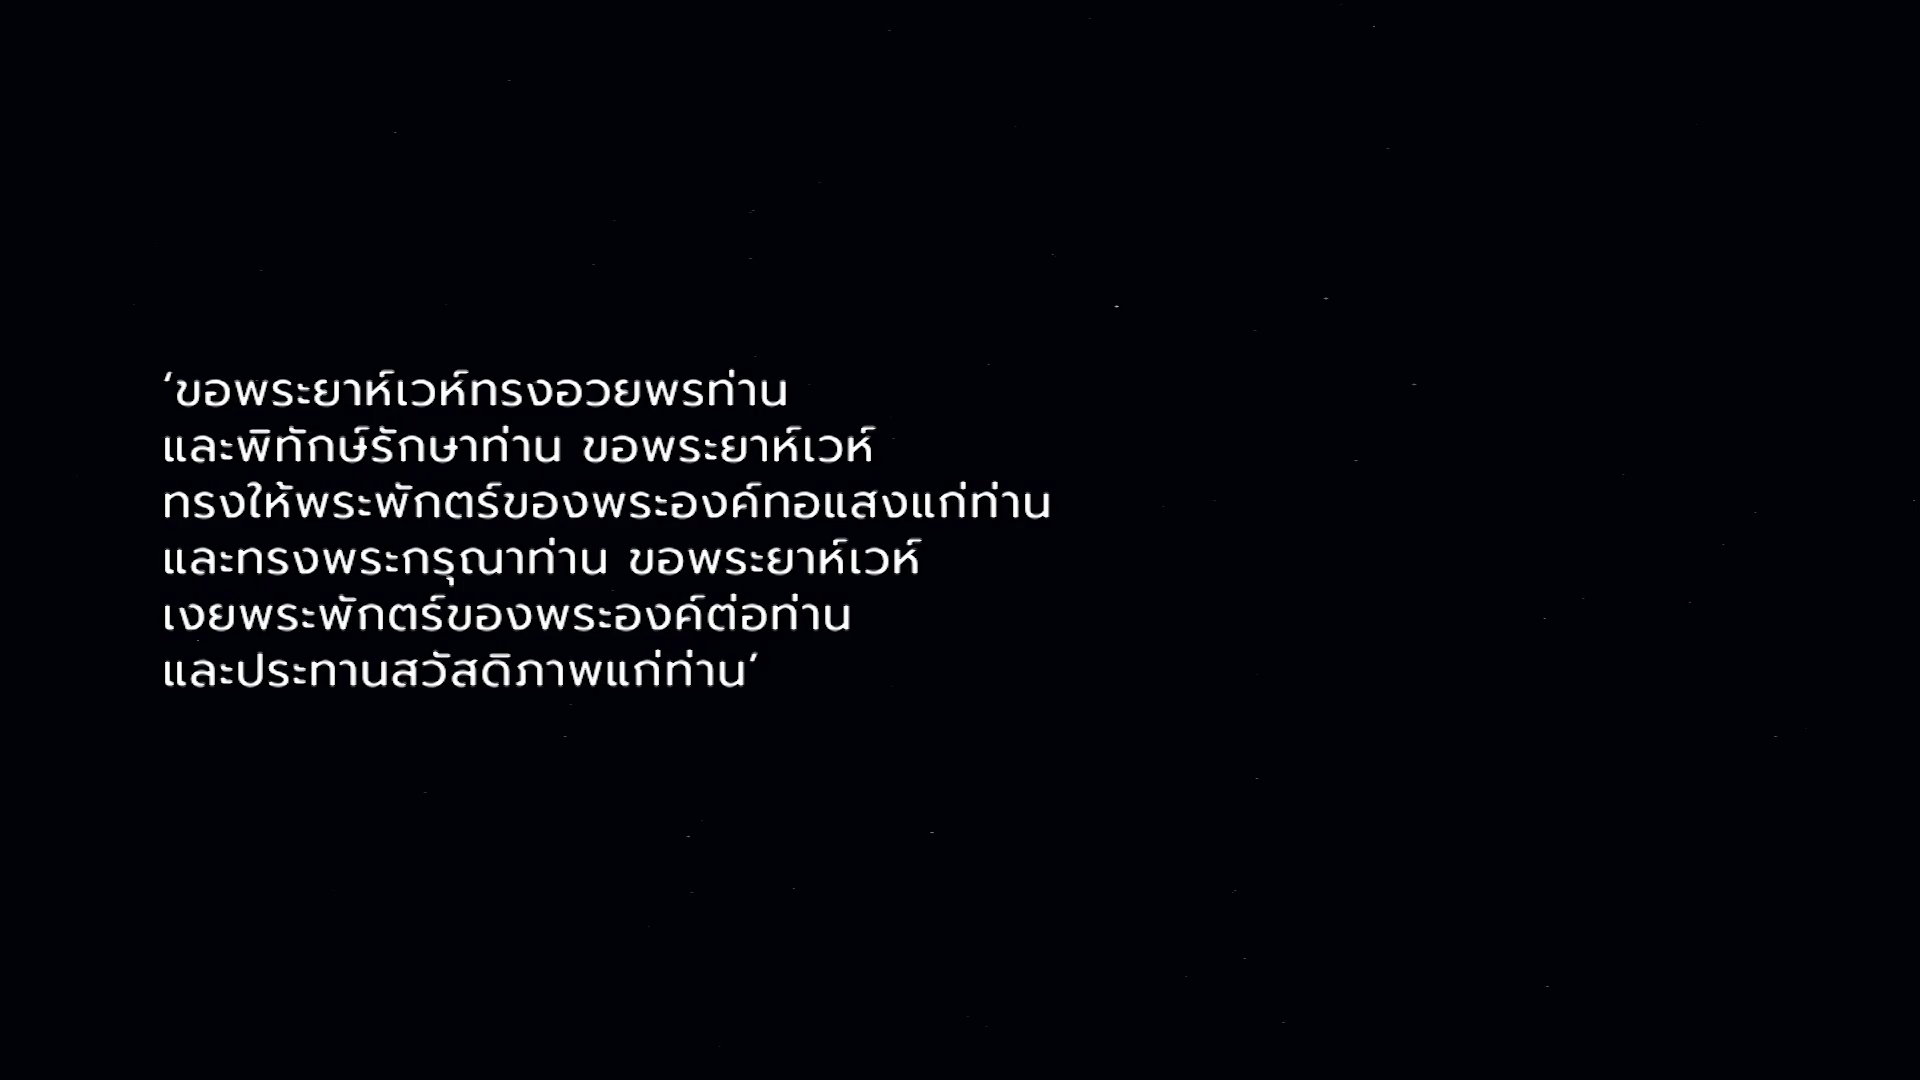 ‘ขอพระยาห์เวห์ทรงอวยพรท่าน
และพิทักษ์รักษาท่าน ขอพระยาห์เวห์
ทรงให้พระพักตร์ของพระองค์ทอแสงแก่ท่าน
และทรงพระกรุณาท่าน ขอพระยาห์เวห์
เงยพระพักตร์ของพระองค์ต่อท่าน
และประทานสวัสดิภาพแก่ท่าน’